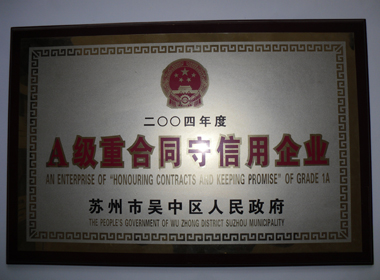 二〇〇四年度
A级重合同守信用企业
AN ENTERPRISE OF "HONOURING CONTRACTS AND KEEPING PROMISE" OF GRADE 1A
苏州市吴中区人民政府
THE PEOPLE'S GOVERNMENT OF WU ZHONG DISTRICT SUZHOU MUNICIPALITY